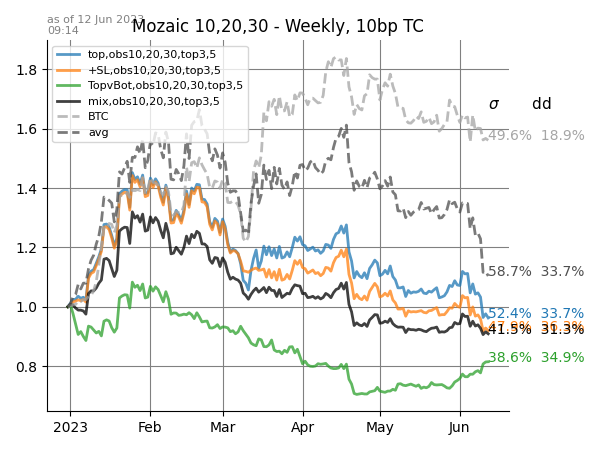 as of 12 Jun 2023
09:14
Mozaic 10,20,30 - Weekly, 10bp TC
top,obs10,20,30,top3,5
+SL,obs10,20,30,top3,5
TopvBot,obs10,20,30,top3,5
mix,obs10,20,30,top3,5
BTC
avg
σ dd
49.6% 18.9%
58.7% 33.7%
52.4% 33.7%
41.5% 31.3%
38.6% 34.9%
1.8
1.6
1.4
1.2
1.0
0.8
2023 Feb Mar Apr May Jun